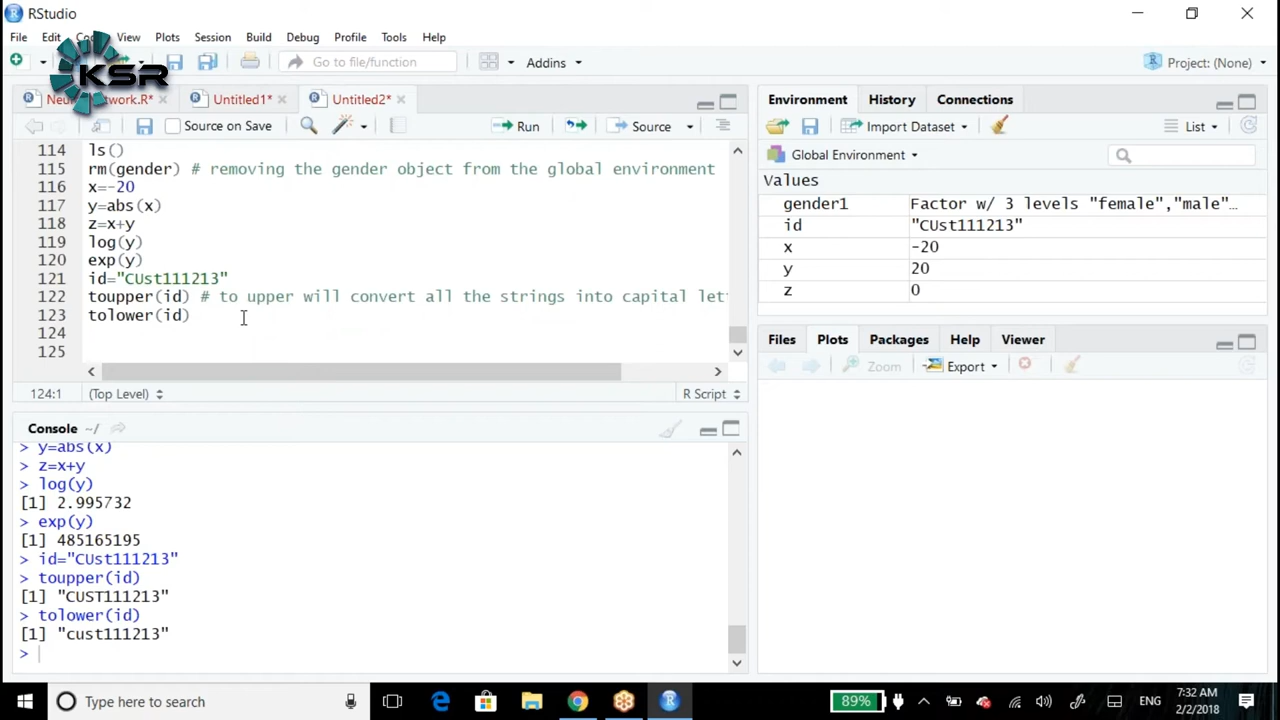 RStudio
File Edit Co View Plots Session Build Debug Profile Tools Help
KSR
Go to file/function Addins Project: (None)
Neu work.R* Untitled1* Untitled2*
Source on Save Run Source
114 ls()
115 rm(gender) # removing the gender object from the global environment
116 x=-20
117 y=abs(x)
118 z=x+y
119 log(y)
120 exp(y)
121 id="CUst111213"
122 toupper(id) # to upper will convert all the strings into capital lett
123 tolower(id)
124
125
124:1 (Top Level) R Script
Console ~/
> y=abs(x)
> z=x+y
> log(y)
[1] 2.995732
> exp(y)
[1] 485165195
> id="CUst111213"
> toupper(id)
[1] "CUST111213"
> tolower(id)
[1] "cust111213"
>
Environment History Connections
Import Dataset List
Global Environment
Values
gender1 Factor w/ 3 levels "female","male"…
id "CUst111213"
x -20
y 20
z 0
Files Plots Packages Help Viewer
Zoom Export
Type here to search
89%
ENG
7:32 AM
2/2/2018